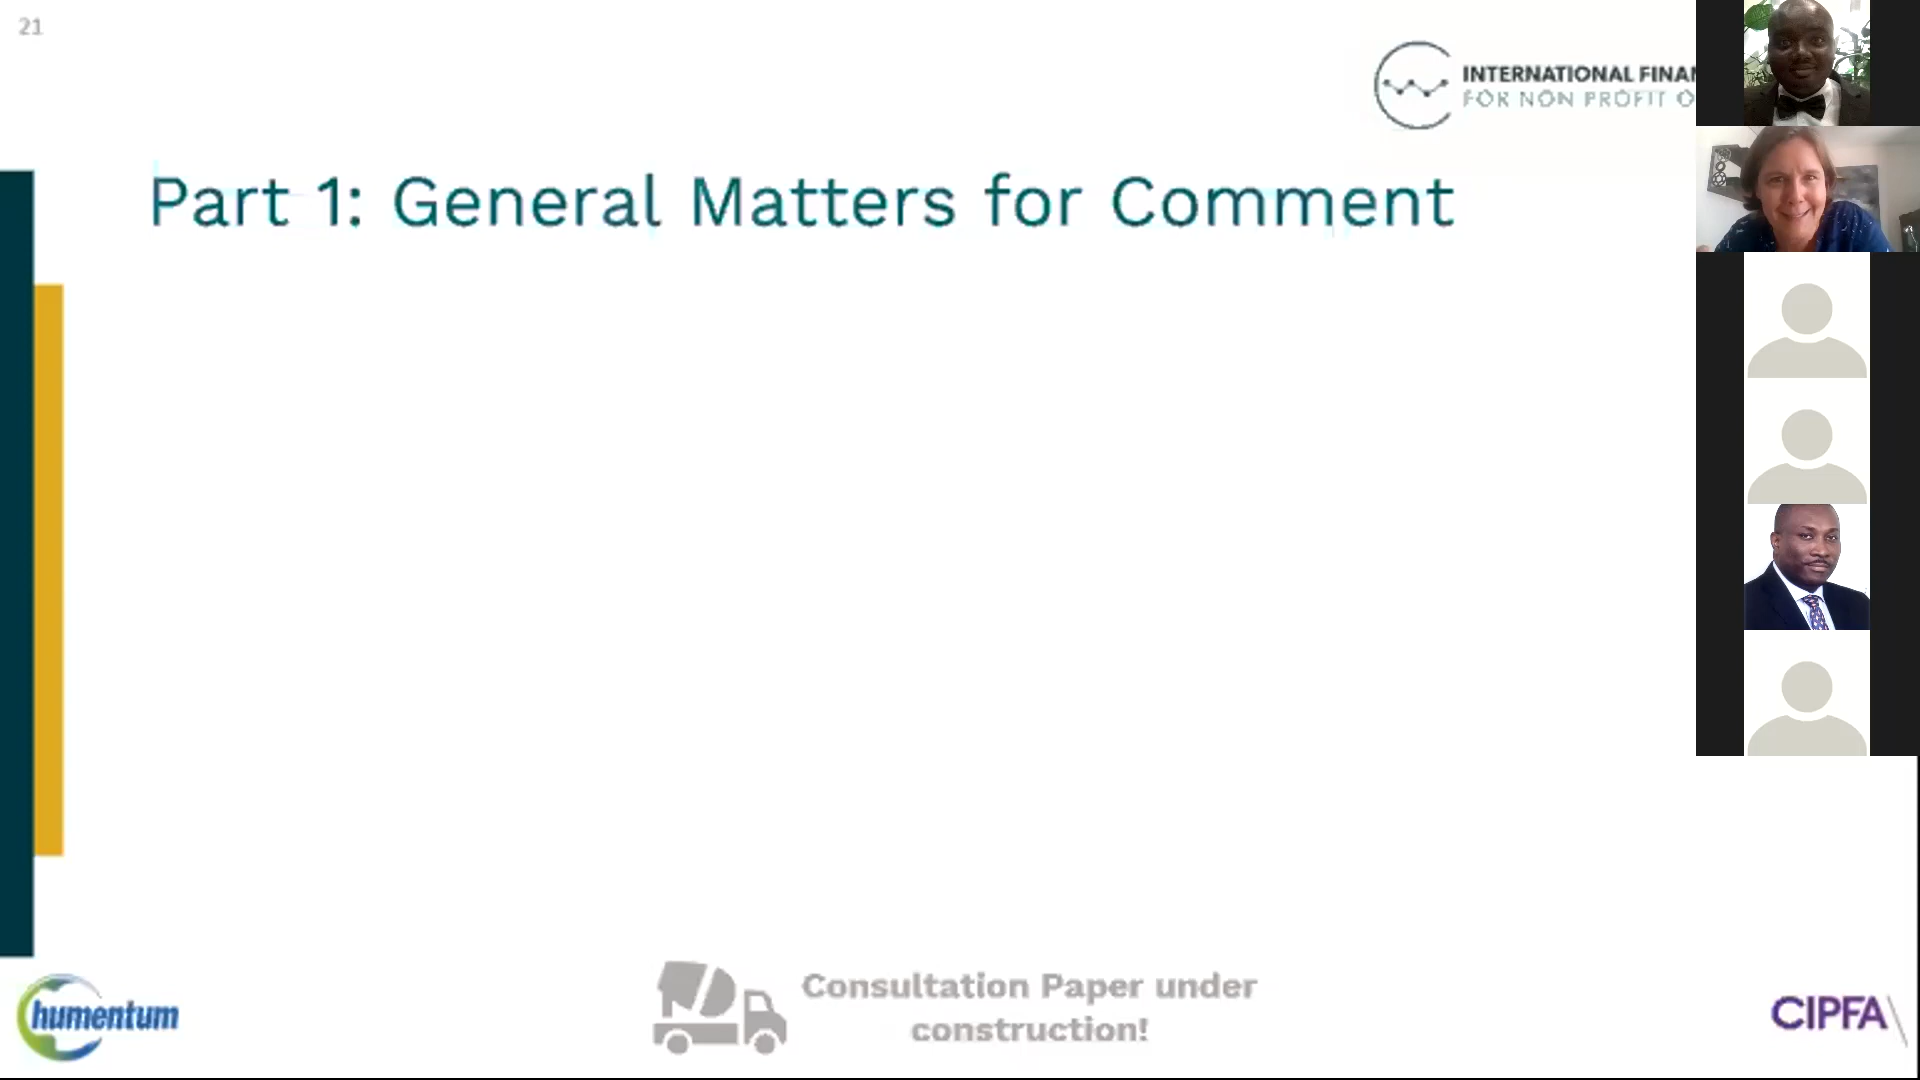 21
INTERNATIONAL FINAN
FOR NON PROFIT O
Part 1: General Matters for Comment
humentum
Consultation Paper under
construction!
CIPFA